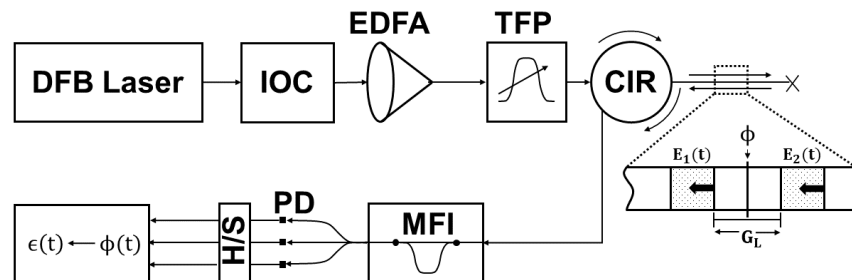 EDFA
TFP
DFB Laser
IOC
CIR
ϕ
E₁(t)
E₂(t)
G_L
PD
MFI
H/S
ϵ(t) ← ϕ(t)